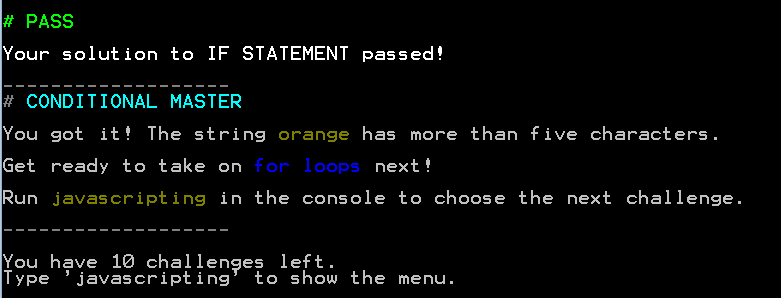 # PASS
Your solution to IF STATEMENT passed!
___________________
# CONDITIONAL MASTER
You got it! The string orange has more than five characters.
Get ready to take on for loops next!
Run javascripting in the console to choose the next challenge.
-------------------
You have 10 challenges left.
Type 'javascripting' to show the menu.